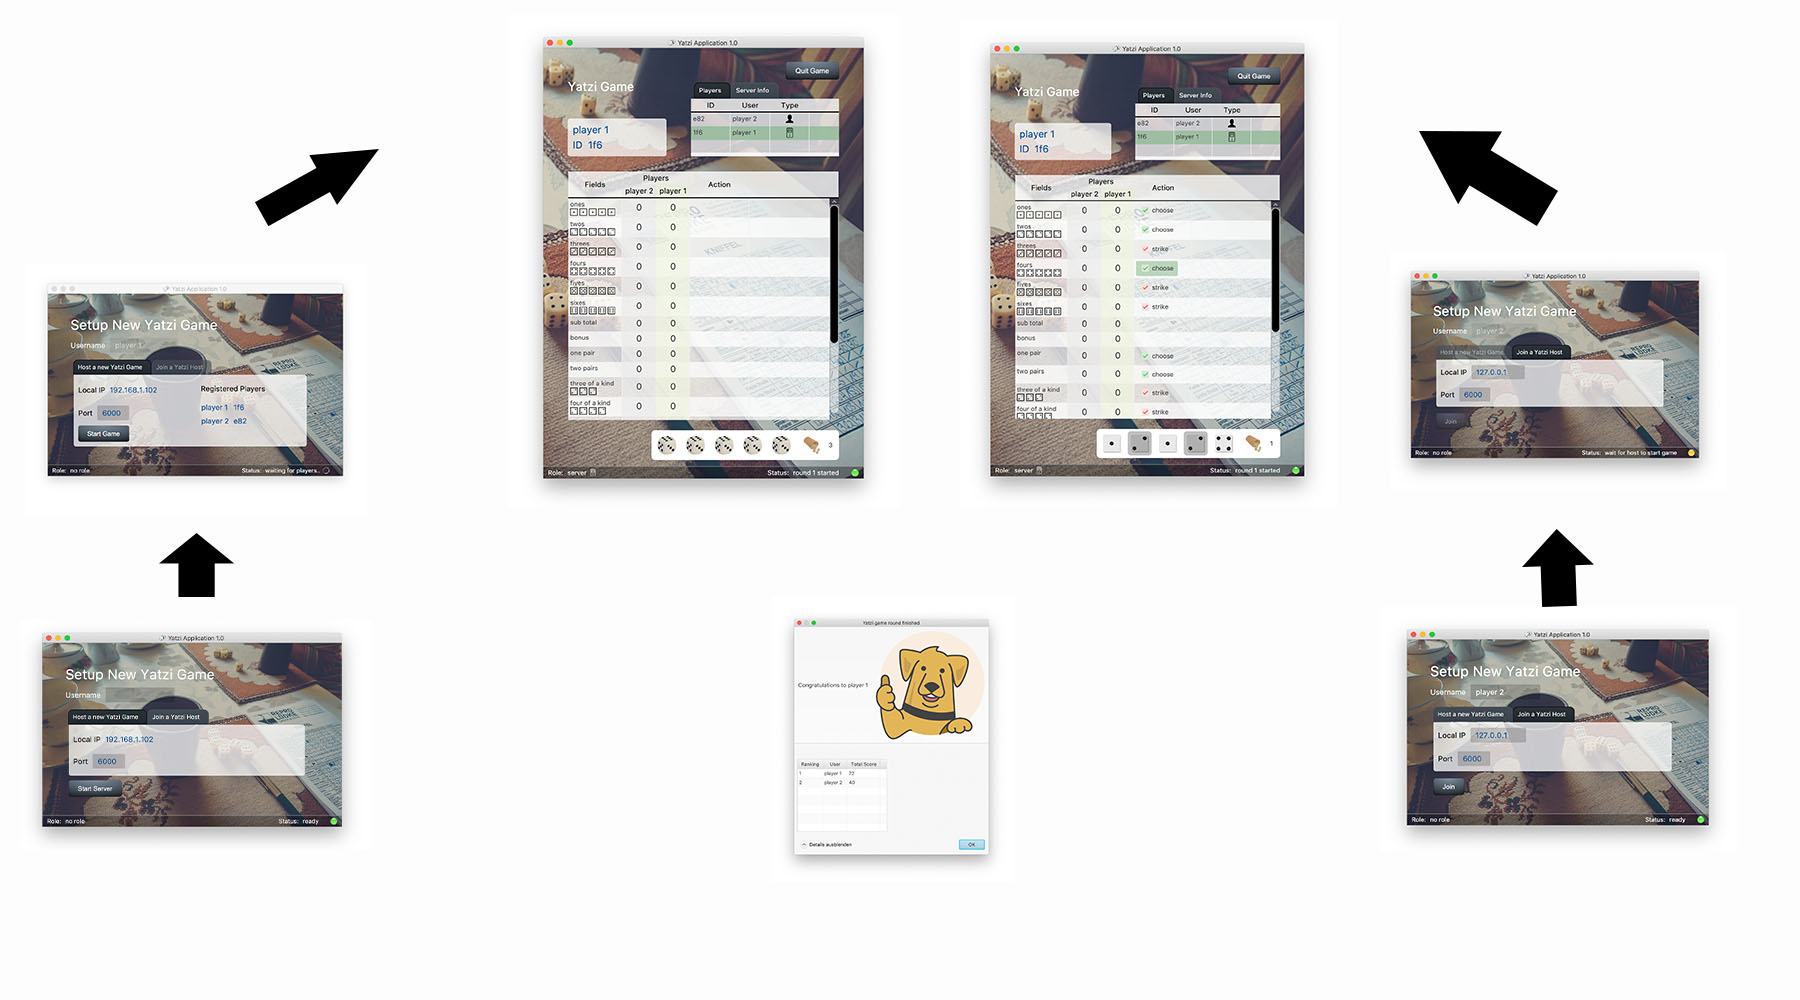 Yatzi Application 1.0
Yatzi Game
Quit Game
Players Server Info
ID User Type
e82 player 2
1f6 player 1
player 1
ID 1f6
Fields Players Action
player 2 player 1
ones 0 0
twos 0 0
threes 0 0
fours 0 0
fives 0 0
sixes 0 0
sub total 0 0
bonus 0 0
one pair 0 0
two pairs 0 0
three of a kind 0 0
four of a kind 0 0
3
Role: server Status: round 1 started
Yatzi Application 1.0
Yatzi Game
Quit Game
Players Server Info
ID User Type
e82 player 2
1f6 player 1
player 1
ID 1f6
Fields Players Action
player 2 player 1
ones 0 0 choose
twos 0 0 choose
threes 0 0 strike
fours 0 0 choose
fives 0 0 strike
sixes 0 0 strike
sub total 0 0
bonus 0 0
one pair 0 0 choose
two pairs 0 0 choose
three of a kind 0 0 strike
four of a kind 0 0 strike
1
Role: server Status: round 1 started
Yatzi Application 1.0
Setup New Yatzi Game
Username player 1
Host a new Yatzi Game Join a Yatzi Host
Local IP 192.168.1.102
Port 6000
Registered Players
player 1 1f6
player 2 e82
Start Game
Role: no role Status: waiting for players..
Yatzi Application 1.0
Setup New Yatzi Game
Username player 2
Host a new Yatzi Game Join a Yatzi Host
Local IP 127.0.0.1
Port 6000
Join
Role: no role Status: wait for host to start game
Yatzi Application 1.0
Setup New Yatzi Game
Username
Host a new Yatzi Game Join a Yatzi Host
Local IP 192.168.1.102
Port 6000
Start Server
Role: no role Status: ready
Yatzi game round finished
Congratulations to player 1
Ranking User Total Score
1 player 1 72
2 player 2 40
Details ausblenden
OK
Yatzi Application 1.0
Setup New Yatzi Game
Username player 2
Host a new Yatzi Game Join a Yatzi Host
Local IP 127.0.0.1
Port 6000
Join
Role: no role Status: ready